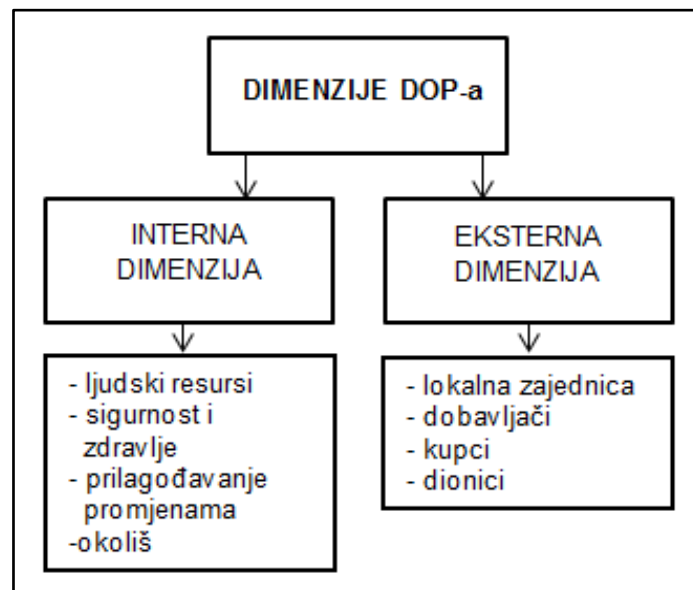 DIMENZIJE DOP-a
INTERNA
DIMENZIJA
- ljudski resursi
- sigurnost i
zdravlje
- prilagođavanje
promjenama
-okoliš
EKSTERNA
DIMENZIJA
- lokalna zajednica
- dobavljači
- kupci
- dionici